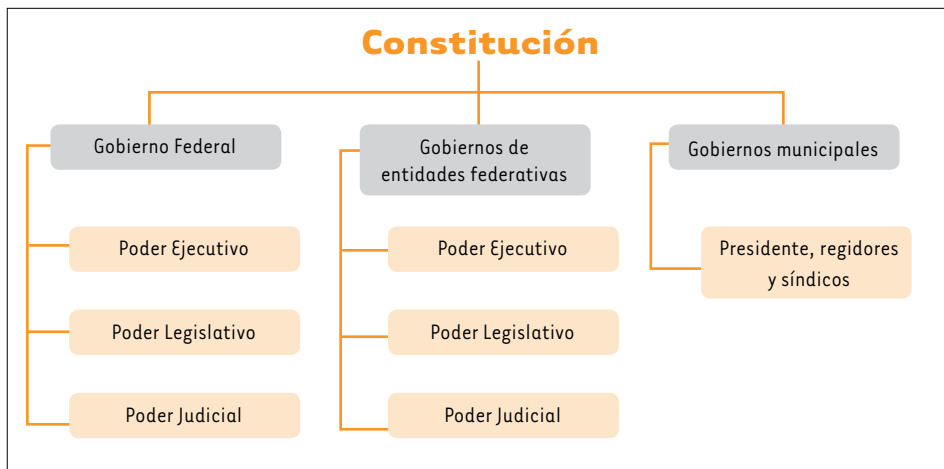 Constitución
Gobierno Federal
Poder Ejecutivo
Poder Legislativo
Poder Judicial
Gobiernos de
entidades federativas
Poder Ejecutivo
Poder Legislativo
Poder Judicial
Gobiernos municipales
Presidente, regidores
y síndicos